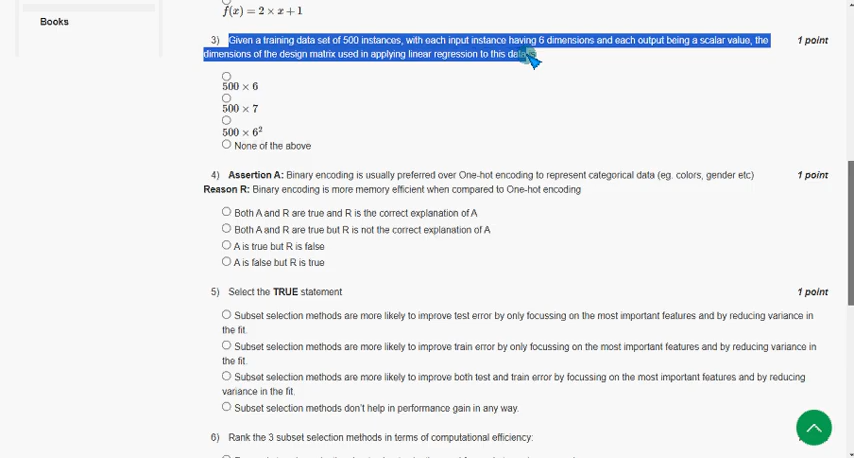 f(x) = 2 × x + 1
Books
3) Given a training data set of 500 instances, with each input instance having 6 dimensions and each output being a scalar value, the 1 point
dimensions of the design matrix used in applying linear regression to this data
500 × 6
500 × 7
500 × 6²
None of the above
4) Assertion A: Binary encoding is usually preferred over One-hot encoding to represent categorical data (eg. colors, gender etc) 1 point
Reason R: Binary encoding is more memory efficient when compared to One-hot encoding
Both A and R are true and R is the correct explanation of A
Both A and R are true but R is not the correct explanation of A
A is true but R is false
A is false but R is true
5) Select the TRUE statement 1 point
Subset selection methods are more likely to improve test error by only focussing on the most important features and by reducing variance in
the fit.
Subset selection methods are more likely to improve train error by only focussing on the most important features and by reducing variance in
the fit.
Subset selection methods are more likely to improve both test and train error by focussing on the most important features and by reducing
variance in the fit.
Subset selection methods don't help in performance gain in any way.
6) Rank the 3 subset selection methods in terms of computational efficiency: